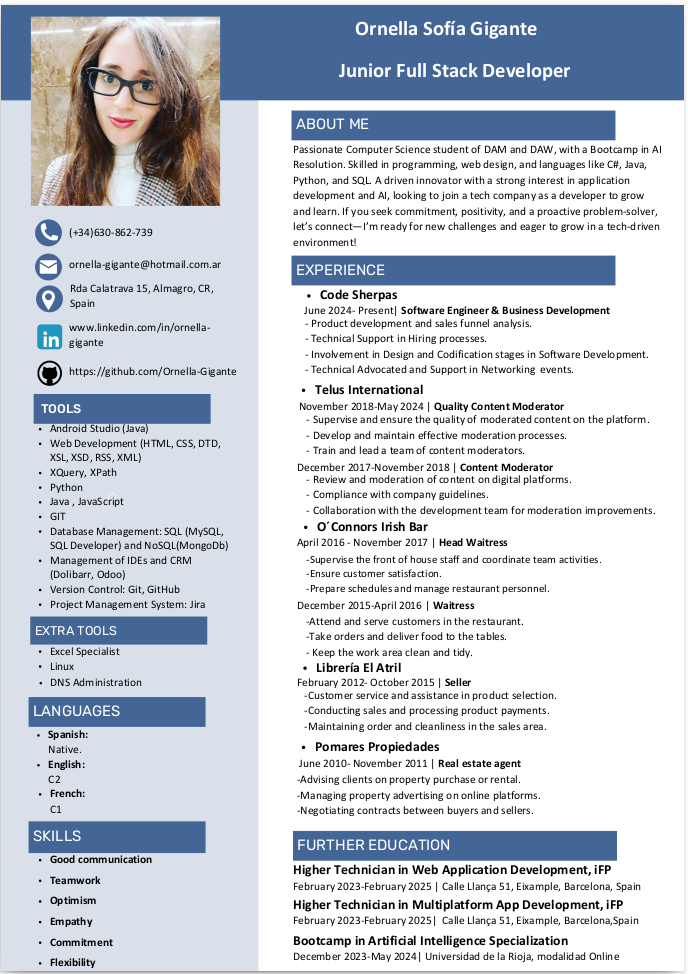 Ornella Sofía Gigante
Junior Full Stack Developer
(+34)630-862-739
ornella-gigante@hotmail.com.ar
Rda Calatrava 15, Almagro, CR,
Spain
www.linkedin.com/in/ornella-
gigante
https://github.com/Ornella-Gigante
TOOLS
• Android Studio (Java)
• Web Development (HTML, CSS, DTD,
XSL, XSD, RSS, XML)
• XQuery, XPath
• Python
• Java , JavaScript
• GIT
• Database Management: SQL (MySQL,
SQL Developer) and NoSQL(MongoDb)
• Management of IDEs and CRM
(Dolibarr, Odoo)
• Version Control: Git, GitHub
• Project Management System: Jira
EXTRA TOOLS
• Excel Specialist
• Linux
• DNS Administration
LANGUAGES
• Spanish:
Native.
• English:
C2
• French:
C1
SKILLS
• Good communication
• Teamwork
• Optimism
• Empathy
• Commitment
• Flexibility
ABOUT ME
Passionate Computer Science student of DAM and DAW, with a Bootcamp in AI
Resolution. Skilled in programming, web design, and languages like C#, Java,
Python, and SQL. A driven innovator with a strong interest in application
development and AI, looking to join a tech company as a developer to grow
and learn. If you seek commitment, positivity, and a proactive problem-solver,
let's connect—I'm ready for new challenges and eager to grow in a tech-driven
environment!
EXPERIENCE
• Code Sherpas
June 2024- Present| Software Engineer & Business Development
- Product development and sales funnel analysis.
- Technical Support in Hiring processes.
- Involvement in Design and Codification stages in Software Development.
- Technical Advocated and Support in Networking events.
• Telus International
November 2018-May 2024 | Quality Content Moderator
- Supervise and ensure the quality of moderated content on the platform.
- Develop and maintain effective moderation processes.
- Train and lead a team of content moderators.
December 2017-November 2018 | Content Moderator
- Review and moderation of content on digital platforms.
- Compliance with company guidelines.
- Collaboration with the development team for moderation improvements.
• O´Connors Irish Bar
April 2016 - November 2017 | Head Waitress
-Supervise the front of house staff and coordinate team activities.
-Ensure customer satisfaction.
-Prepare schedules and manage restaurant personnel.
December 2015-April 2016 | Waitress
-Attend and serve customers in the restaurant.
-Take orders and deliver food to the tables.
- Keep the work area clean and tidy.
• Librería El Atril
February 2012- October 2015 | Seller
-Customer service and assistance in product selection.
-Conducting sales and processing product payments.
-Maintaining order and cleanliness in the sales area.
• Pomares Propiedades
June 2010- November 2011 | Real estate agent
-Advising clients on property purchase or rental.
-Managing property advertising on online platforms.
-Negotiating contracts between buyers and sellers.
FURTHER EDUCATION
Higher Technician in Web Application Development, iFP
February 2023-February 2025 | Calle Llança 51, Eixample, Barcelona, Spain
Higher Technician in Multiplatform App Development, iFP
February 2023-February 2025| Calle Llança 51, Eixample, Barcelona,Spain
Bootcamp in Artificial Intelligence Specialization
December 2023-May 2024| Universidad de la Rioja, modalidad Online